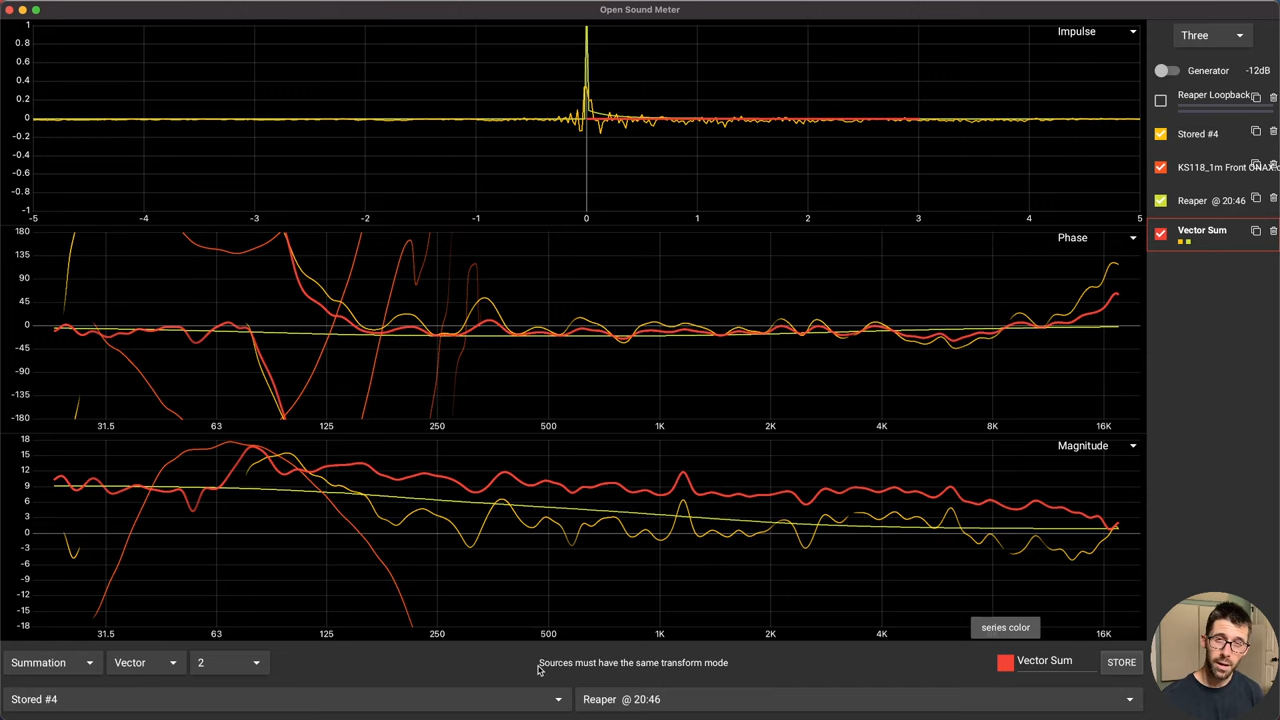 Open Sound Meter
Impulse
1
0.8
0.6
0.4
0.2
0
-0.2
-0.4
-0.6
-0.8
-1
-5 -4 -3 -2 -1 0 1 2 3 4 5
Phase
180
135
90
45
0
-45
-90
-135
-180
31.5 63 125 250 500 1K 2K 4K 8K 16K
Magnitude
18
15
12
9
6
3
0
-3
-6
-9
-12
-15
-18
31.5 63 125 250 500 1K 2K 4K 16K
series color
Three
Generator -12dB
Reaper Loopback
Stored #4
KS118_1m Front ONAX
Reaper @ 20:46
Vector Sum
Summation Vector 2 Sources must have the same transform mode Vector Sum STORE
Stored #4 Reaper @ 20:46